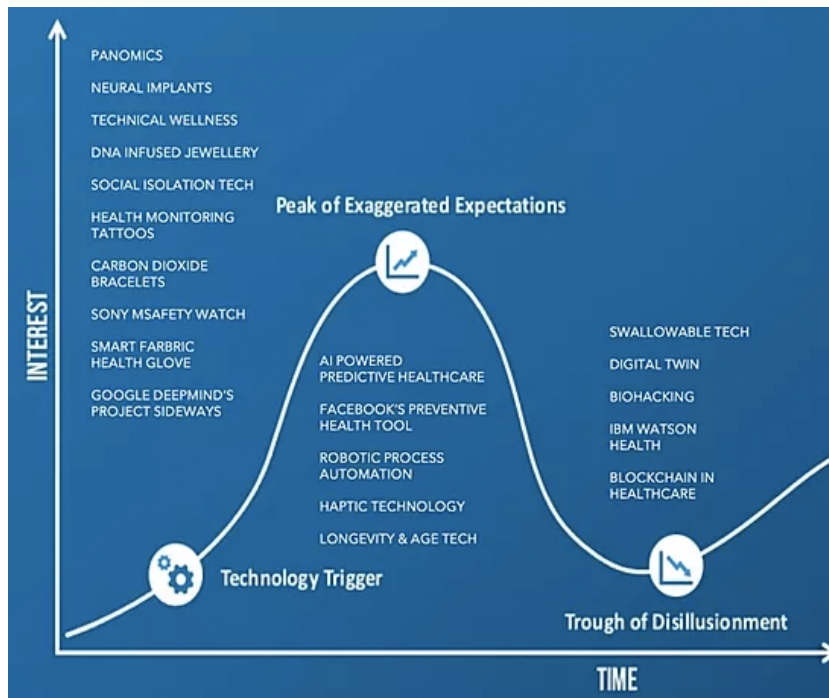 PANOMICS
NEURAL IMPLANTS
TECHNICAL WELLNESS
DNA INFUSED JEWELLERY
SOCIAL ISOLATION TECH
HEALTH MONITORING
TATTOOS
CARBON DIOXIDE
BRACELETS
SONY MSAFETY WATCH
SMART FARBRIC
HEALTH GLOVE
GOOGLE DEEPMIND'S
PROJECT SIDEWAYS
Peak of Exaggerated Expectations
AI POWERED
PREDICTIVE HEALTHCARE
FACEBOOK'S PREVENTIVE
HEALTH TOOL
ROBOTIC PROCESS
AUTOMATION
HAPTIC TECHNOLOGY
LONGEVITY & AGE TECH
SWALLOWABLE TECH
DIGITAL TWIN
BIOHACKING
IBM WATSON
HEALTH
BLOCKCHAIN IN
HEALTHCARE
Technology Trigger
Trough of Disillusionment
INTEREST
TIME